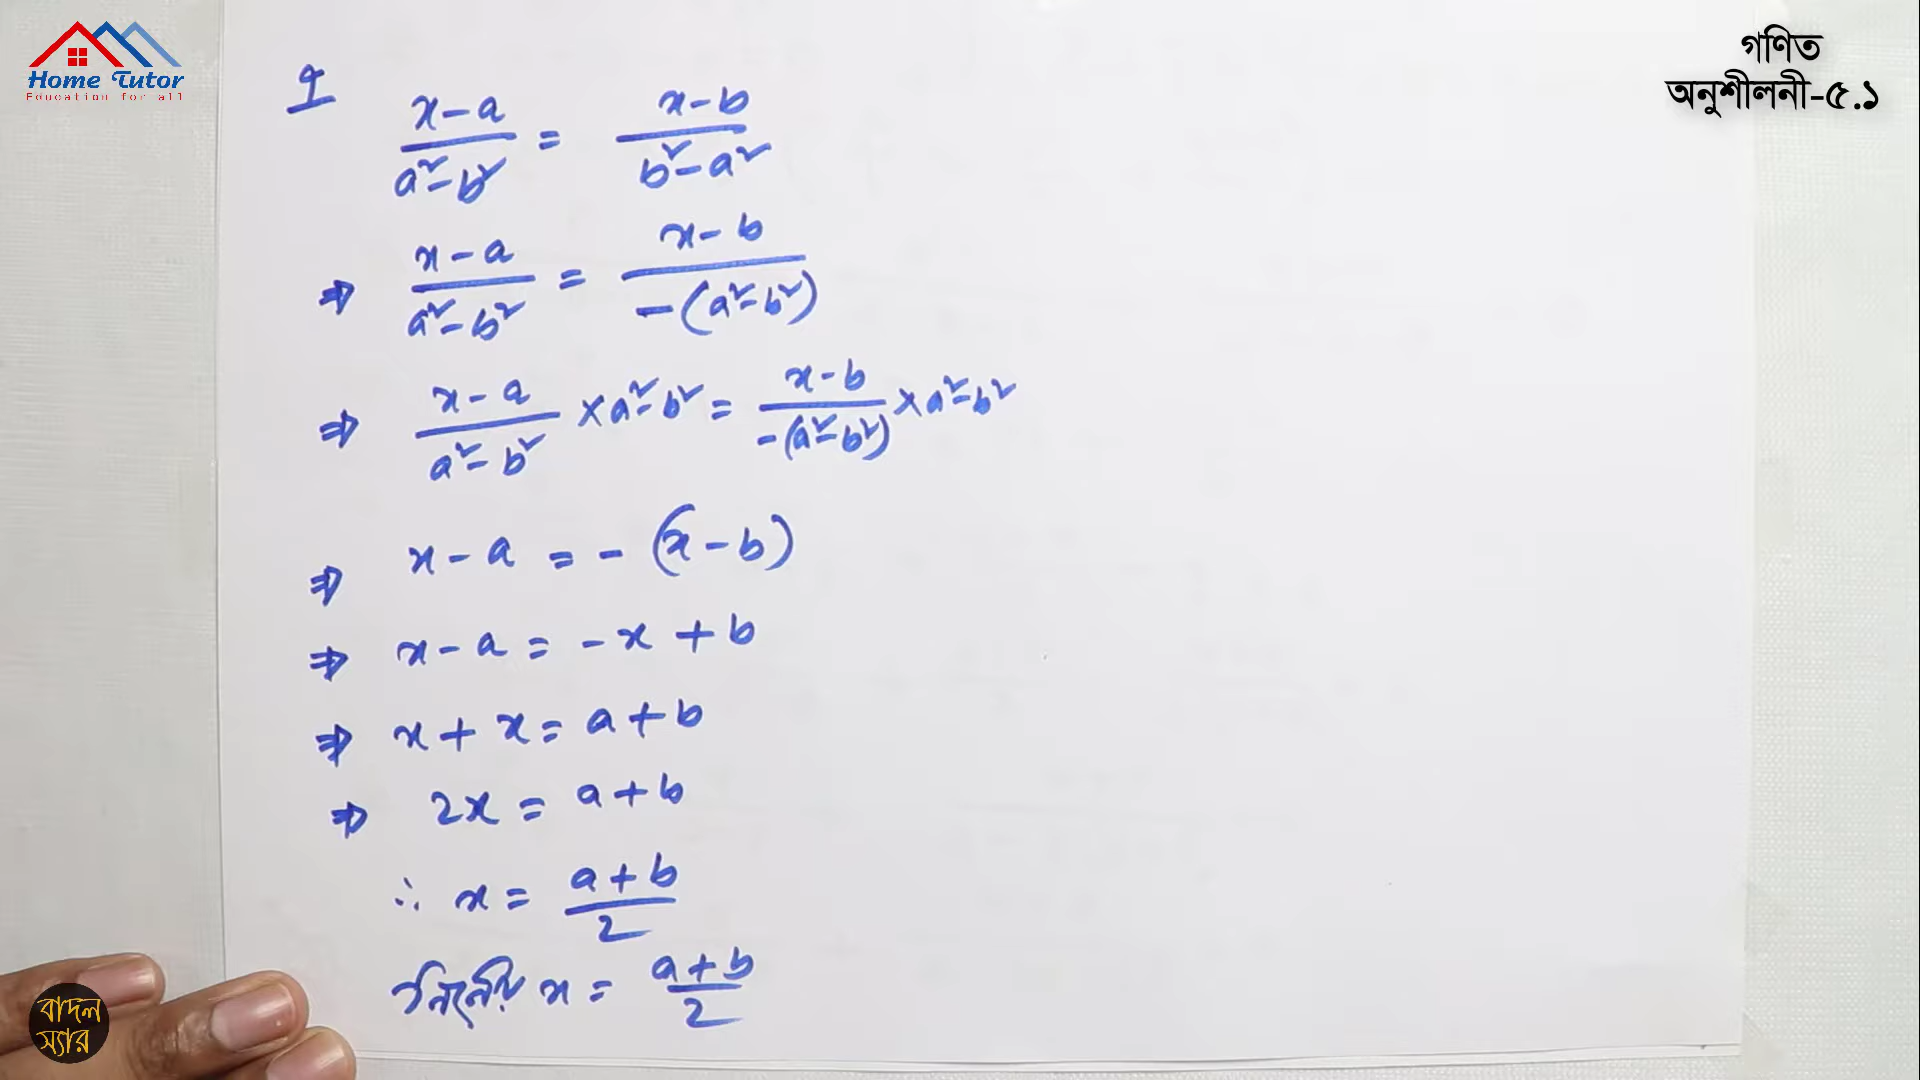 Home Tutor
Education for all
গণিত
অনুশীলনী-৫.১
৭
(x-a)/(a²-b²) = (x-b)/(b²-a²)
⇒ (x-a)/(a²-b²) = (x-b)/-(a²-b²)
⇒ (x-a)/(a²-b²) × a²-b² = (x-b)/-(a²-b²) × a²-b²
⇒ x-a = -(x-b)
⇒ x-a = -x+b
⇒ x+x = a+b
⇒ 2x = a+b
∴ x = (a+b)/2
নির্ণেয় x = (a+b)/2
বাদল
স্যার